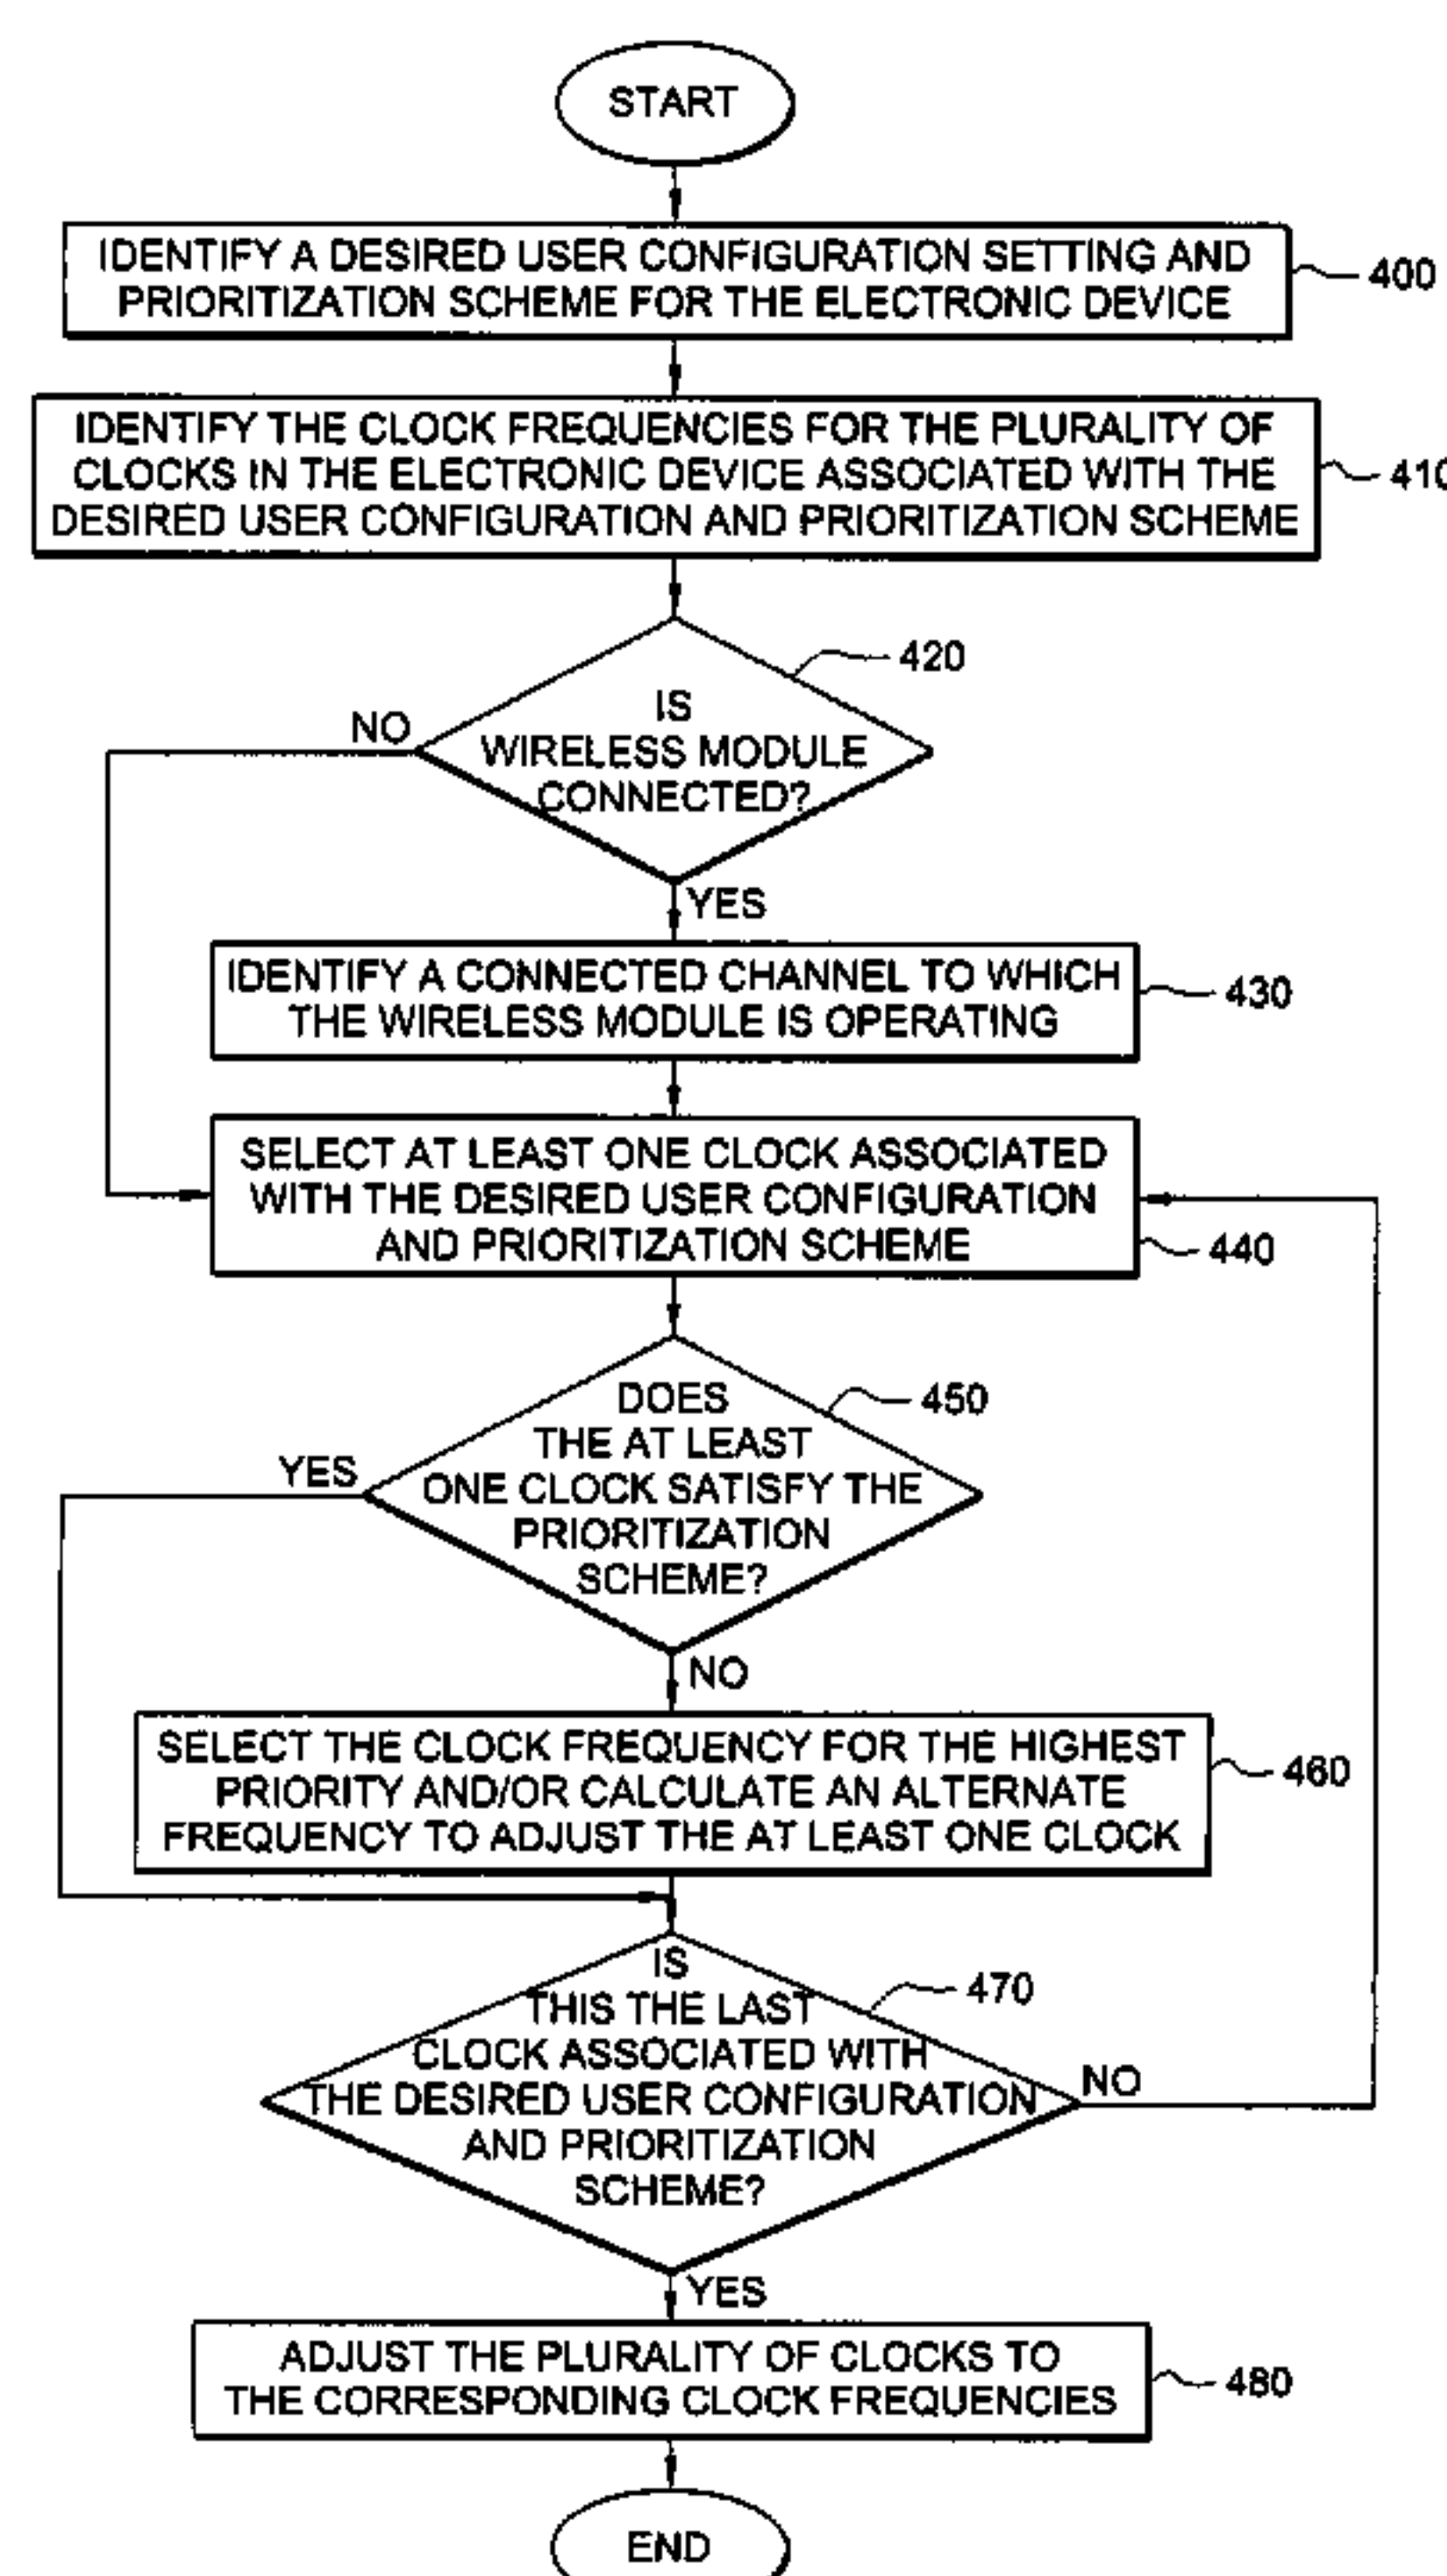 START
IDENTIFY A DESIRED USER CONFIGURATION SETTING AND
PRIORITIZATION SCHEME FOR THE ELECTRONIC DEVICE
400
IDENTIFY THE CLOCK FREQUENCIES FOR THE PLURALITY OF
CLOCKS IN THE ELECTRONIC DEVICE ASSOCIATED WITH THE
DESIRED USER CONFIGURATION AND PRIORITIZATION SCHEME
410
420
IS
WIRELESS MODULE
CONNECTED?
NO
YES
IDENTIFY A CONNECTED CHANNEL TO WHICH
THE WIRELESS MODULE IS OPERATING
430
SELECT AT LEAST ONE CLOCK ASSOCIATED
WITH THE DESIRED USER CONFIGURATION
AND PRIORITIZATION SCHEME
440
450
DOES
THE AT LEAST
ONE CLOCK SATISFY THE
PRIORITIZATION
SCHEME?
YES
NO
SELECT THE CLOCK FREQUENCY FOR THE HIGHEST
PRIORITY AND/OR CALCULATE AN ALTERNATE
FREQUENCY TO ADJUST THE AT LEAST ONE CLOCK
460
470
IS
THIS THE LAST
CLOCK ASSOCIATED WITH
THE DESIRED USER CONFIGURATION
AND PRIORITIZATION
SCHEME?
NO
YES
ADJUST THE PLURALITY OF CLOCKS TO
THE CORRESPONDING CLOCK FREQUENCIES
480
END